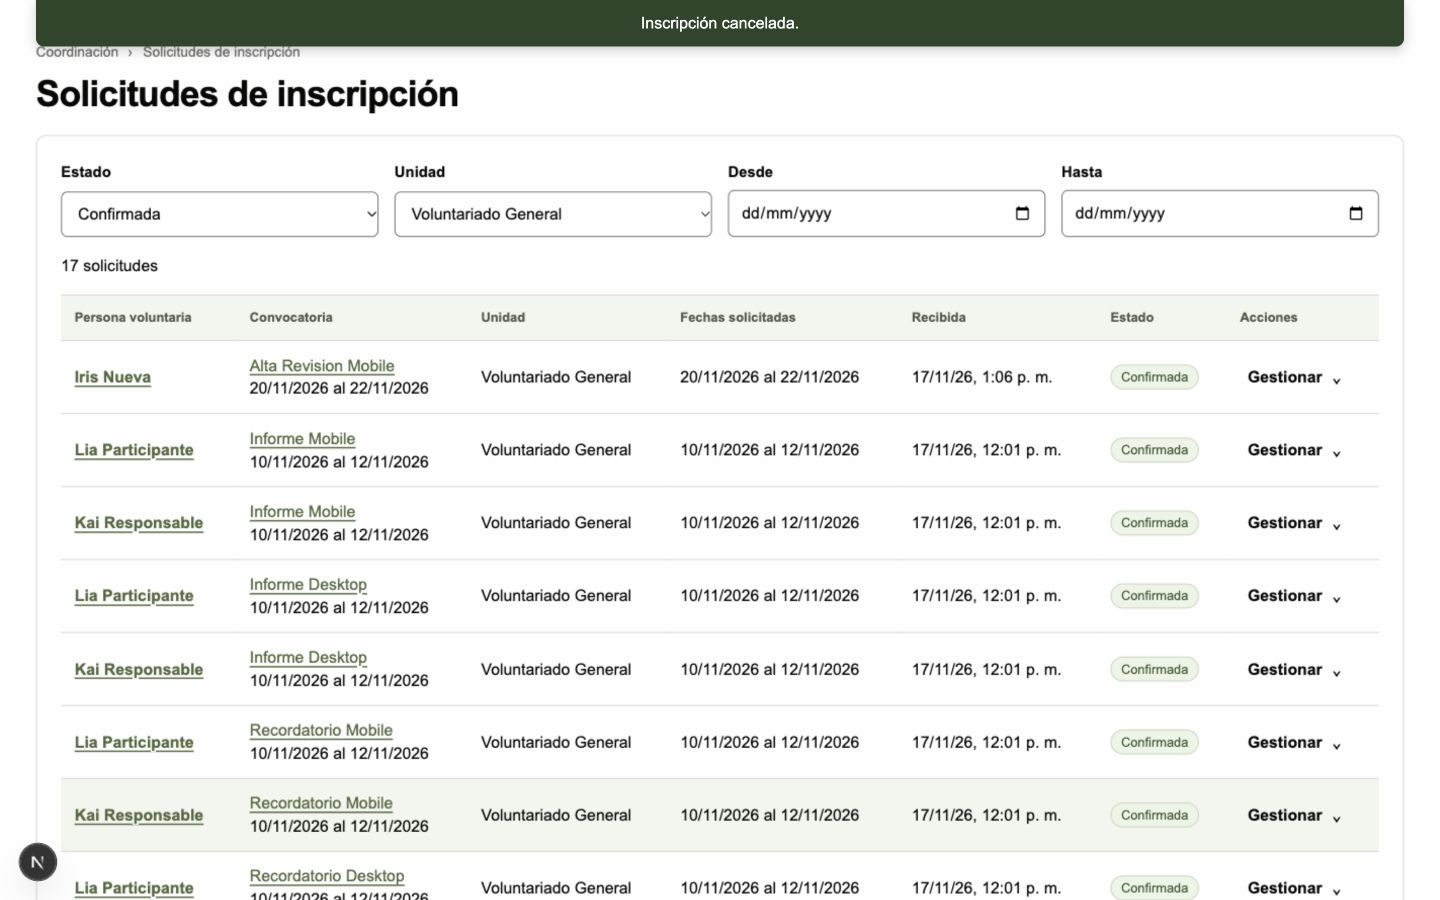 Inscripción cancelada.
Coordinación › Solicitudes de inscripción
Solicitudes de inscripción
Estado Unidad Desde Hasta
Confirmada Voluntariado General dd/mm/yyyy dd/mm/yyyy
17 solicitudes
Persona voluntaria Convocatoria Unidad Fechas solicitadas Recibida Estado Acciones
Iris Nueva Alta Revision Mobile Voluntariado General 20/11/2026 al 22/11/2026 17/11/26, 1:06 p. m. Confirmada Gestionar
20/11/2026 al 22/11/2026
Lia Participante Informe Mobile Voluntariado General 10/11/2026 al 12/11/2026 17/11/26, 12:01 p. m. Confirmada Gestionar
10/11/2026 al 12/11/2026
Kai Responsable Informe Mobile Voluntariado General 10/11/2026 al 12/11/2026 17/11/26, 12:01 p. m. Confirmada Gestionar
10/11/2026 al 12/11/2026
Lia Participante Informe Desktop Voluntariado General 10/11/2026 al 12/11/2026 17/11/26, 12:01 p. m. Confirmada Gestionar
10/11/2026 al 12/11/2026
Kai Responsable Informe Desktop Voluntariado General 10/11/2026 al 12/11/2026 17/11/26, 12:01 p. m. Confirmada Gestionar
10/11/2026 al 12/11/2026
Lia Participante Recordatorio Mobile Voluntariado General 10/11/2026 al 12/11/2026 17/11/26, 12:01 p. m. Confirmada Gestionar
10/11/2026 al 12/11/2026
Kai Responsable Recordatorio Mobile Voluntariado General 10/11/2026 al 12/11/2026 17/11/26, 12:01 p. m. Confirmada Gestionar
10/11/2026 al 12/11/2026
N
Lia Participante Recordatorio Desktop Voluntariado General 10/11/2026 al 12/11/2026 17/11/26, 12:01 p. m. Confirmada Gestionar
10/11/2026 al 12/11/2026